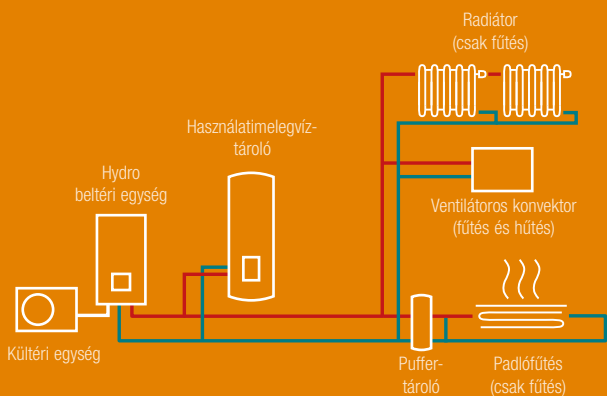 Radiátor
(csak fűtés)
Használatimelegvíz-
tároló
Hydro
beltéri egység
Ventilátoros konvektor
(fűtés és hűtés)
Kültéri egység
Puffer-
tároló
Padlófűtés
(csak fűtés)